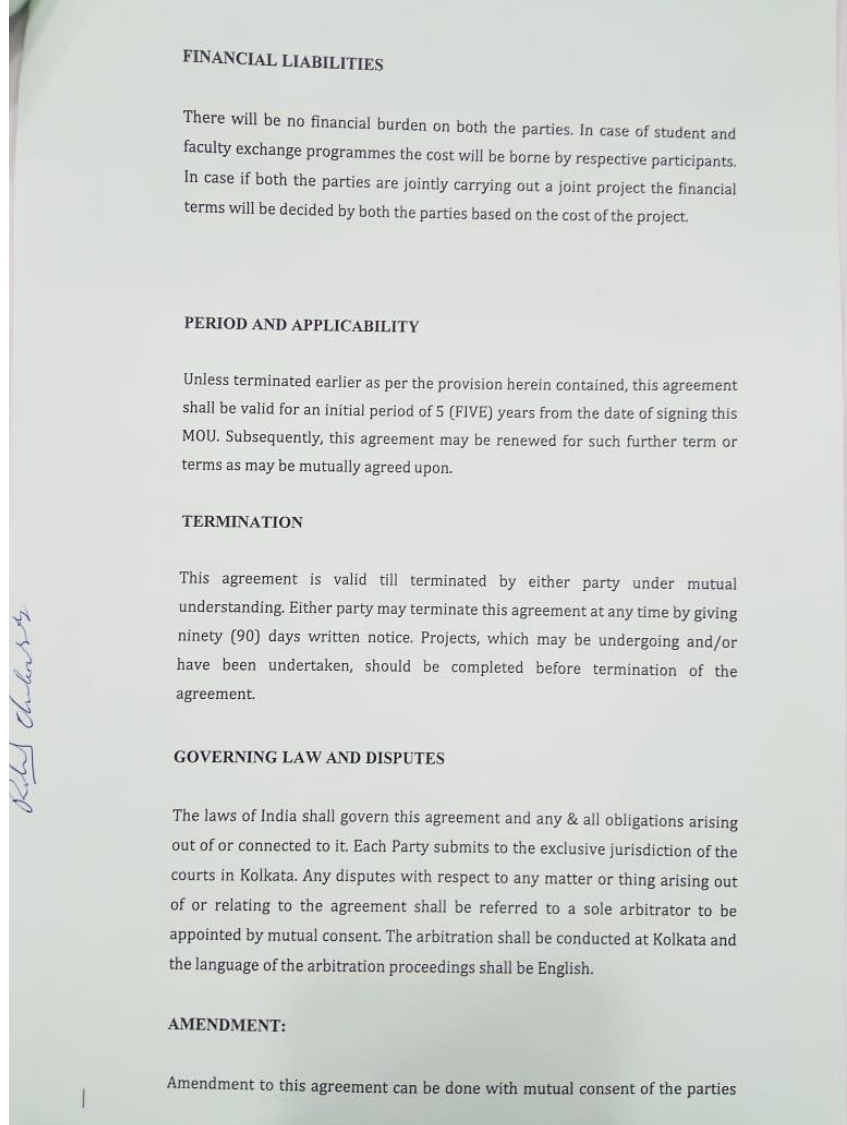 FINANCIAL LIABILITIES
There will be no financial burden on both the parties. In case of student and
faculty exchange programmes the cost will be borne by respective participants.
In case if both the parties are jointly carrying out a joint project the financial
terms will be decided by both the parties based on the cost of the project.
PERIOD AND APPLICABILITY
Unless terminated earlier as per the provision herein contained, this agreement
shall be valid for an initial period of 5 (FIVE) years from the date of signing this
MOU. Subsequently, this agreement may be renewed for such further term or
terms as may be mutually agreed upon.
TERMINATION
This agreement is valid till terminated by either party under mutual
understanding. Either party may terminate this agreement at any time by giving
ninety (90) days written notice. Projects, which may be undergoing and/or
have been undertaken, should be completed before termination of the
agreement.
GOVERNING LAW AND DISPUTES
The laws of India shall govern this agreement and any & all obligations arising
out of or connected to it. Each Party submits to the exclusive jurisdiction of the
courts in Kolkata. Any disputes with respect to any matter or thing arising out
of or relating to the agreement shall be referred to a sole arbitrator to be
appointed by mutual consent. The arbitration shall be conducted at Kolkata and
the language of the arbitration proceedings shall be English.
AMENDMENT:
Amendment to this agreement can be done with mutual consent of the parties